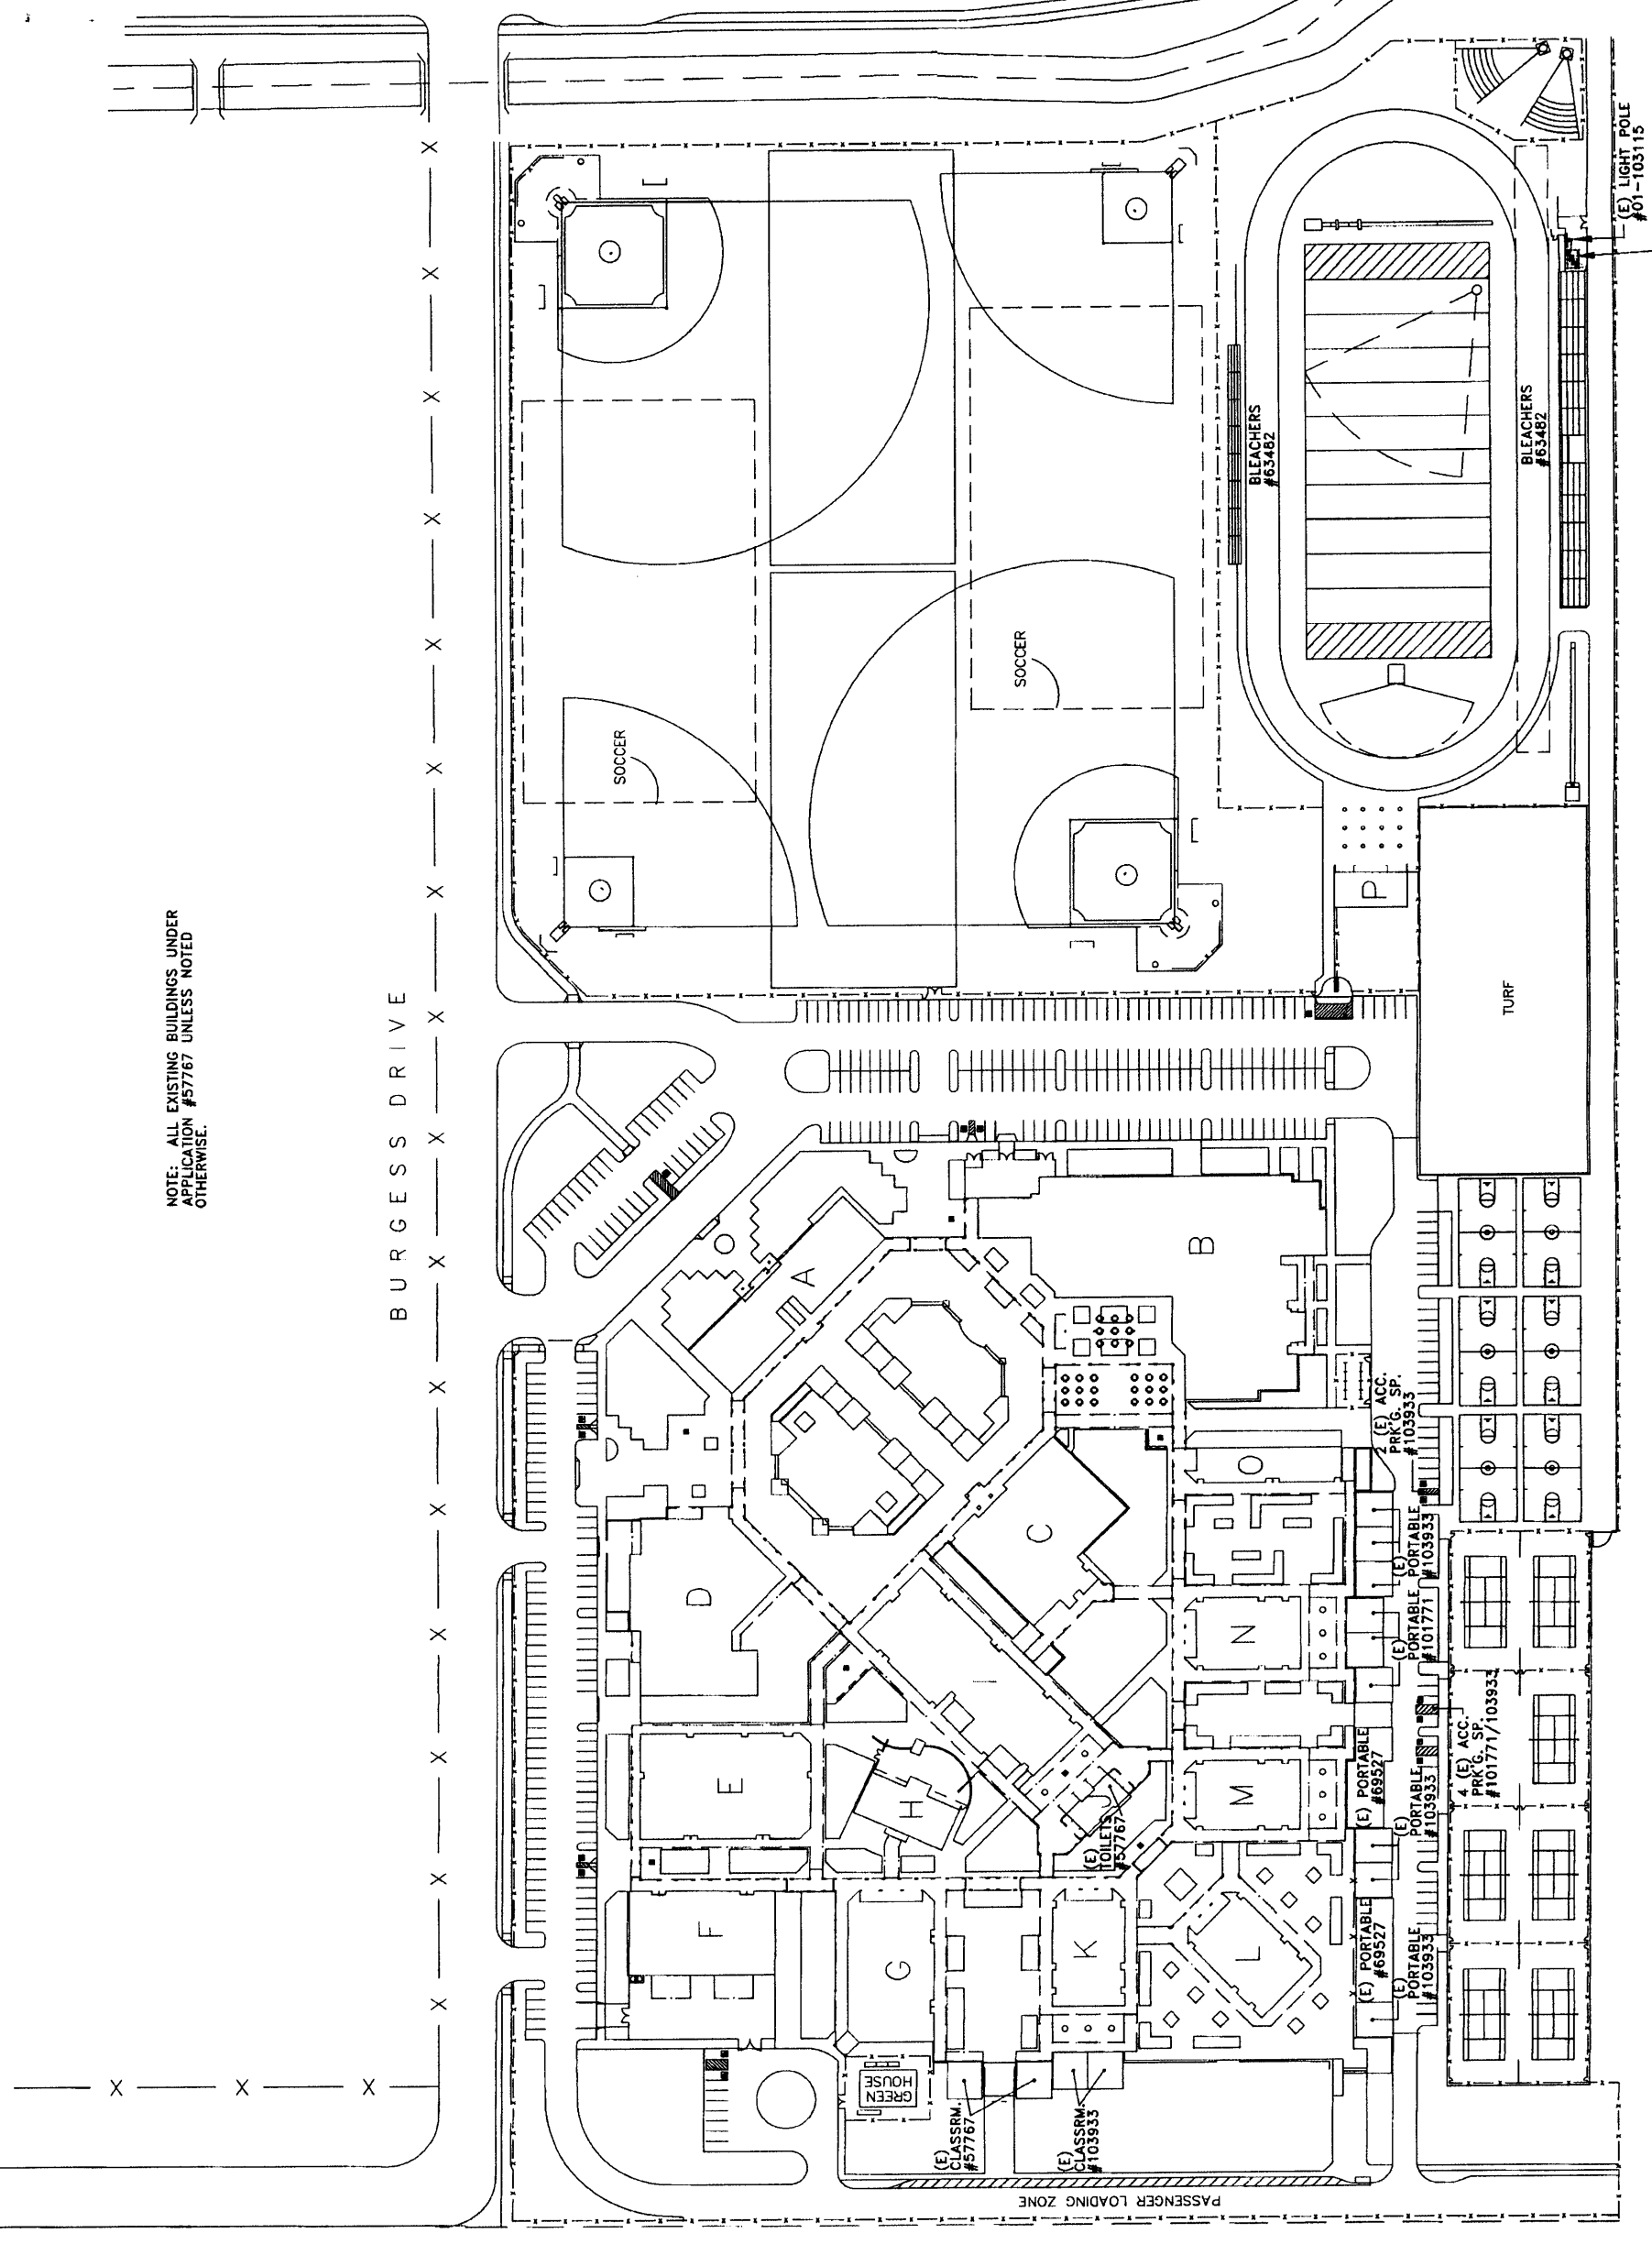 NOTE: ALL EXISTING BUILDINGS UNDER
APPLICATION #57767 UNLESS NOTED
OTHERWISE.
BURGESS DRIVE
SOCCER
SOCCER
BLEACHERS
#63482
BLEACHERS
#63482
(E) LIGHT POLE
#01-103115
P
TURF
A
B
C
D
E
F
G
H
I
J
K
L
M
N
O
2 (E) ACC.
PRK'G. SP.
#103933
(E)
PORTABLE
#103933
(E)
PORTABLE
#101771
4 (E) ACC.
PRK'G. SP.
#101771/103933
(E) PORTABLE
#69527
(E)
PORTABLE
#103933
(E) PORTABLE
#69527
(E)
PORTABLE
#103933
(E)
TOILETS
#57767
GREEN
HOUSE
(E)
CLASSRM.
#57767
(E)
CLASSRM.
#103933
PASSENGER LOADING ZONE